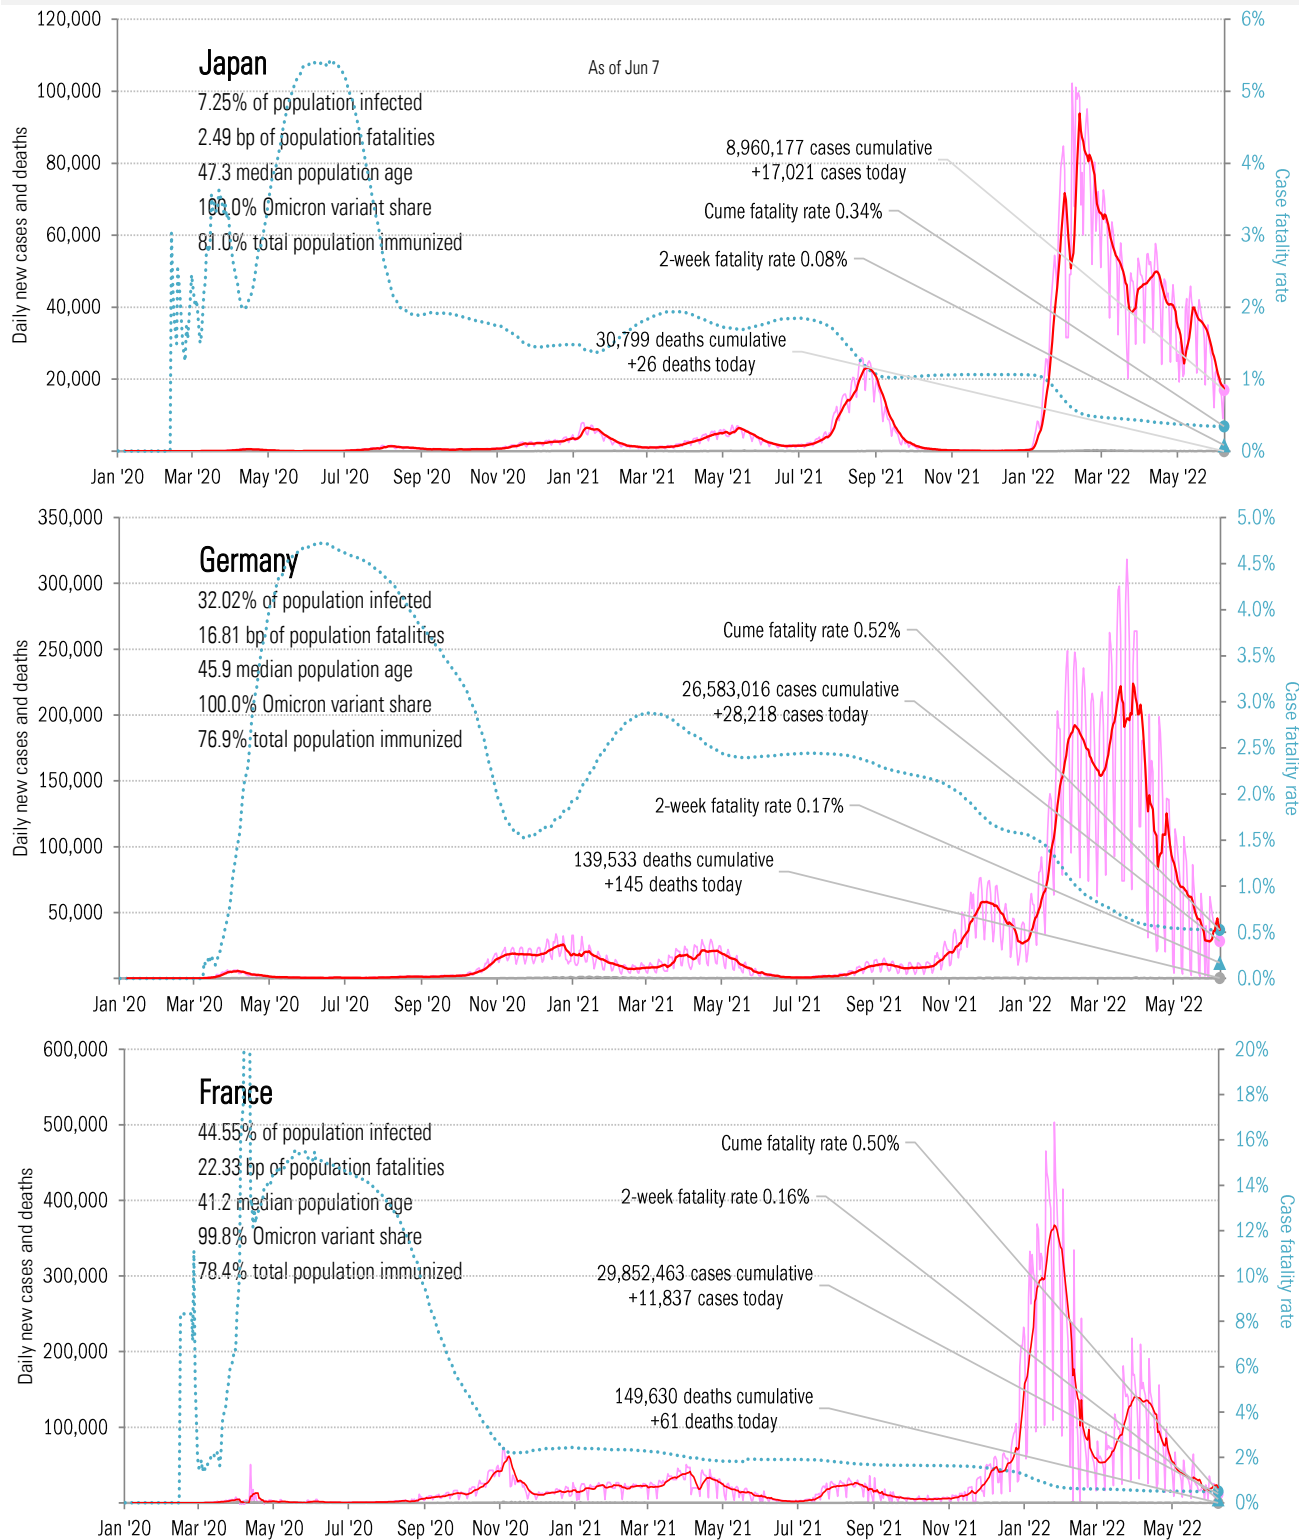 120,000
100,000
80,000
60,000
40,000
20,000
Daily new cases and deaths
Japan
7.25% of population infected
2.49 bp of population fatalities
47.3 median population age
100.0% Omicron variant share
81.0% total population immunized
As of Jun 7
8,960,177 cases cumulative
+17,021 cases today
Cume fatality rate 0.34%
2-week fatality rate 0.08%
30,799 deaths cumulative
+26 deaths today
6%
5%
4%
3%
2%
1%
0%
Case fatality rate
Jan '20 Mar '20 May '20 Jul '20 Sep '20 Nov '20 Jan '21 Mar '21 May '21 Jul '21 Sep '21 Nov '21 Jan '22 Mar '22 May '22
350,000
300,000
250,000
200,000
150,000
100,000
50,000
Daily new cases and deaths
Germany
32.02% of population infected
16.81 bp of population fatalities
45.9 median population age
100.0% Omicron variant share
76.9% total population immunized
Cume fatality rate 0.52%
26,583,016 cases cumulative
+28,218 cases today
2-week fatality rate 0.17%
139,533 deaths cumulative
+145 deaths today
5.0%
4.5%
4.0%
3.5%
3.0%
2.5%
2.0%
1.5%
1.0%
0.5%
0.0%
Case fatality rate
Jan '20 Mar '20 May '20 Jul '20 Sep '20 Nov '20 Jan '21 Mar '21 May '21 Jul '21 Sep '21 Nov '21 Jan '22 Mar '22 May '22
600,000
500,000
400,000
300,000
200,000
100,000
Daily new cases and deaths
France
44.55% of population infected
22.33 bp of population fatalities
41.2 median population age
99.8% Omicron variant share
78.4% total population immunized
Cume fatality rate 0.50%
2-week fatality rate 0.16%
29,852,463 cases cumulative
+11,837 cases today
149,630 deaths cumulative
+61 deaths today
20%
18%
16%
14%
12%
10%
8%
6%
4%
2%
0%
Case fatality rate
Jan '20 Mar '20 May '20 Jul '20 Sep '20 Nov '20 Jan '21 Mar '21 May '21 Jul '21 Sep '21 Nov '21 Jan '22 Mar '22 May '22